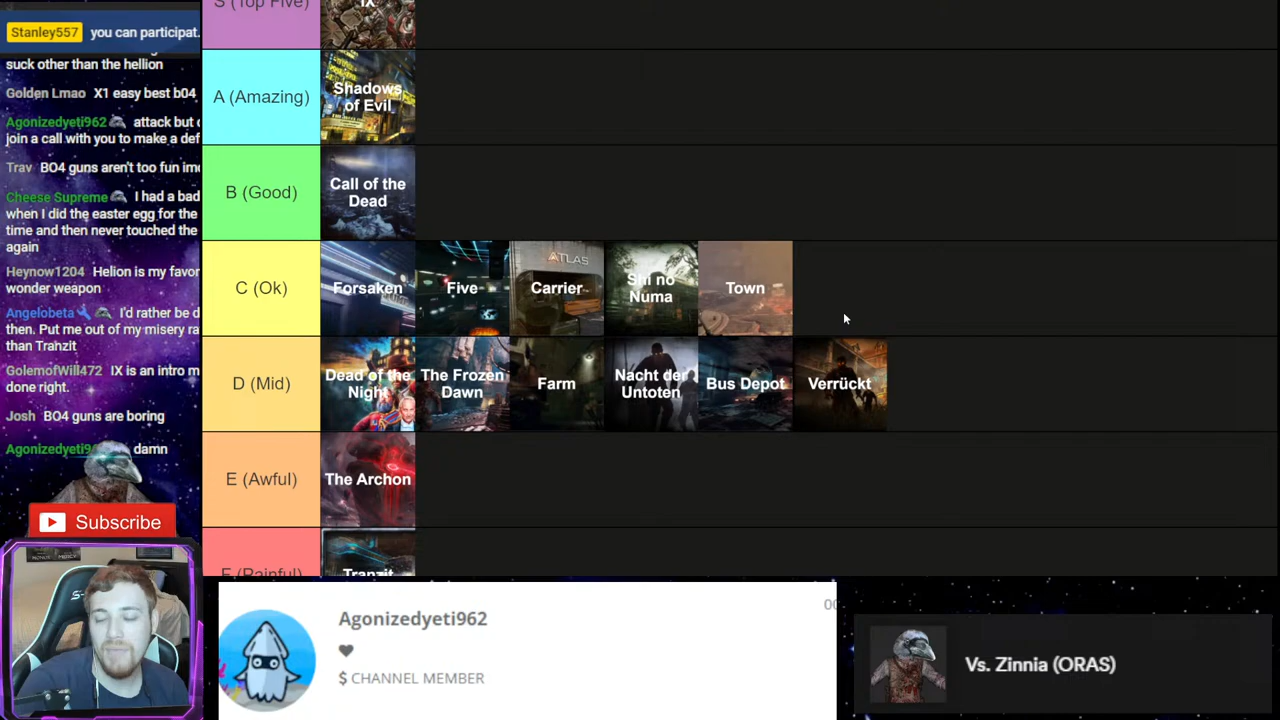 Stanley557 you can participat.
suck other than the hellion
Golden Lmao X1 easy best b04
Agonizedyeti962 attack but
join a call with you to make a def
Trav BO4 guns aren't too fun
Cheese Supreme I had a bad
when I did the easter egg for the
time and then never touched the
again
Heynow1204 Helion is my favor
wonder weapon
Angelobeta I'd rather be
then. Put me out of my misery ra
than Trahzit
GolemofWill472 IX is an intro m
done right.
Josh BO4 guns are boring
damn
Subscribe
S (Top Five)
IX
A (Amazing)
Shadows
of Evil
B (Good)
Call of the
Dead
C (Ok)
Forsaken
Five
ATLAS
Carrier
Shi no
Numa
Town
D (Mid)
Dead of the
Night
The Frozen
Dawn
Farm
Nacht der
Untoten
Bus Depot
Verrückt
E (Awful)
The Archon
F (Painful)
Tranzit
Agonizedyeti962
$ CHANNEL MEMBER
Vs. Zinnia (ORAS)